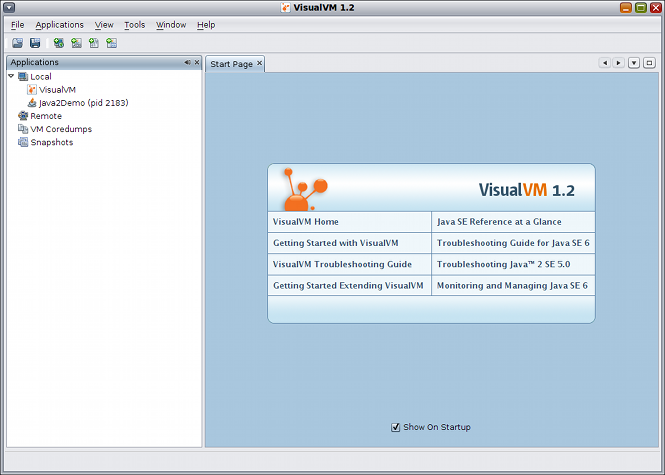 VisualVM 1.2
File Applications View Tools Window Help
Applications
Start Page
Local
VisualVM
Java2Demo (pid 2183)
Remote
VM Coredumps
Snapshots
VisualVM 1.2
VisualVM Home
Java SE Reference at a Glance
Getting Started with VisualVM
Troubleshooting Guide for Java SE 6
VisualVM Troubleshooting Guide
Troubleshooting Java™ 2 SE 5.0
Getting Started Extending VisualVM
Monitoring and Managing Java SE 6
Show On Startup